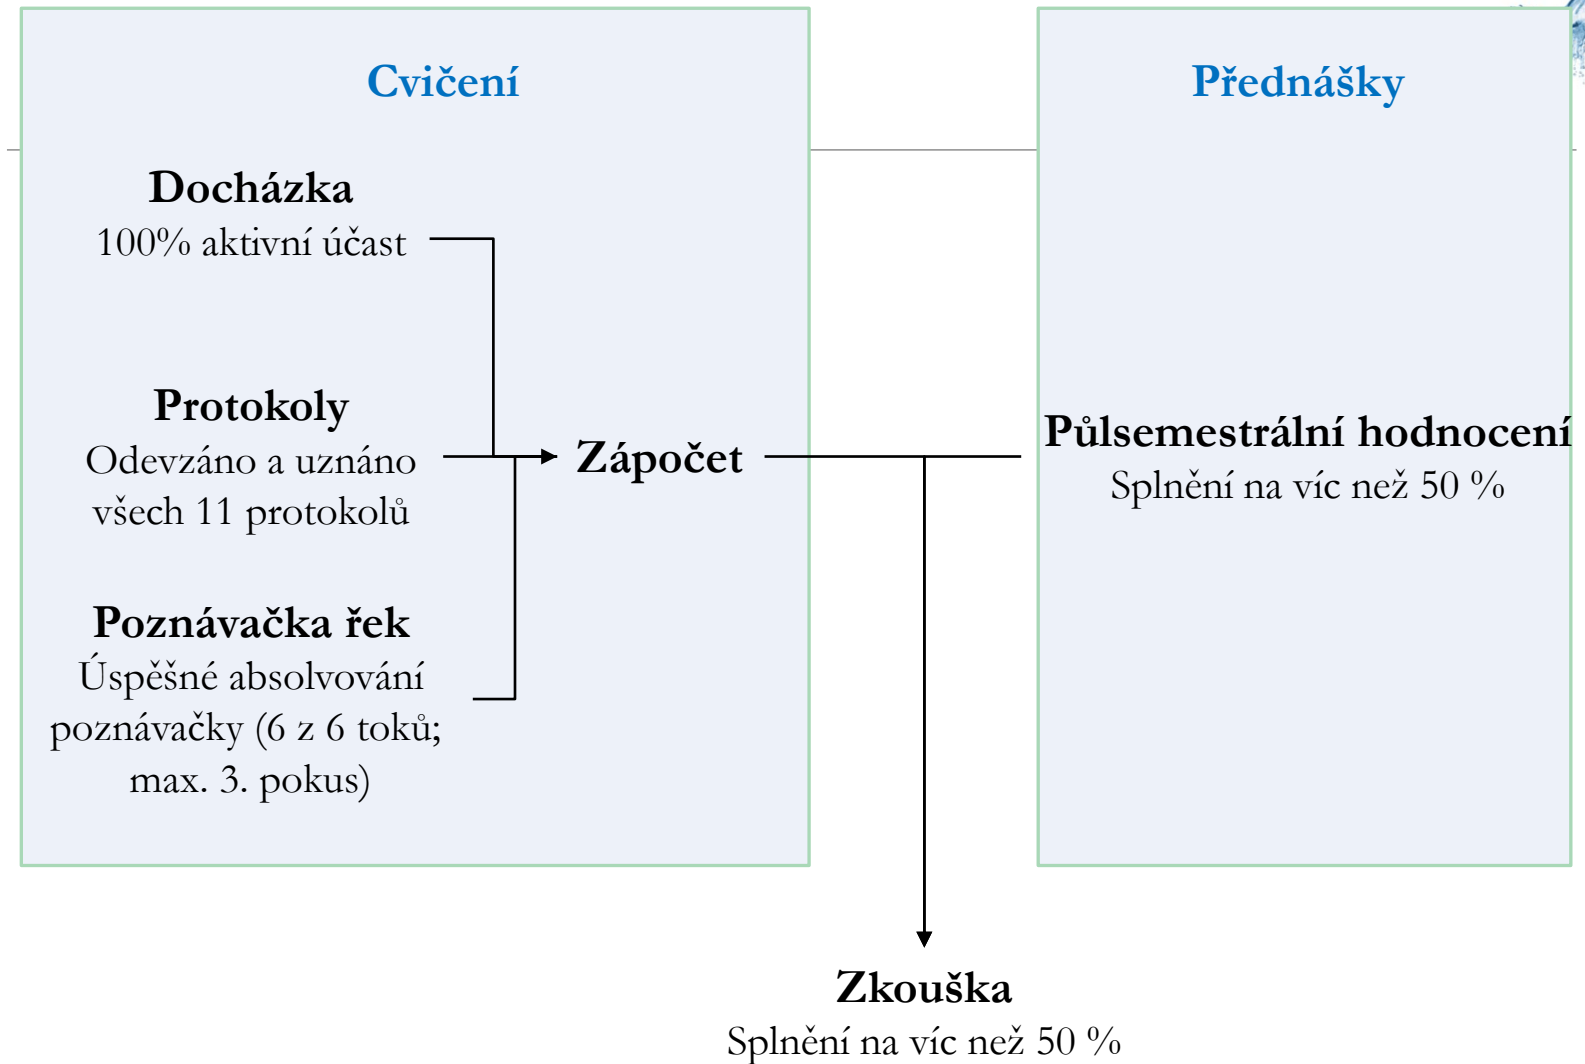 Cvičení
Docházka
100% aktivní účast
Protokoly
Odevzáno a uznáno
všech 11 protokolů
Poznávačka řek
Úspěšné absolvování
poznávačky (6 z 6 toků;
max. 3. pokus)
Zápočet
Přednášky
Půlsemestrální hodnocení
Splnění na víc než 50 %
Zkouška
Splnění na víc než 50 %